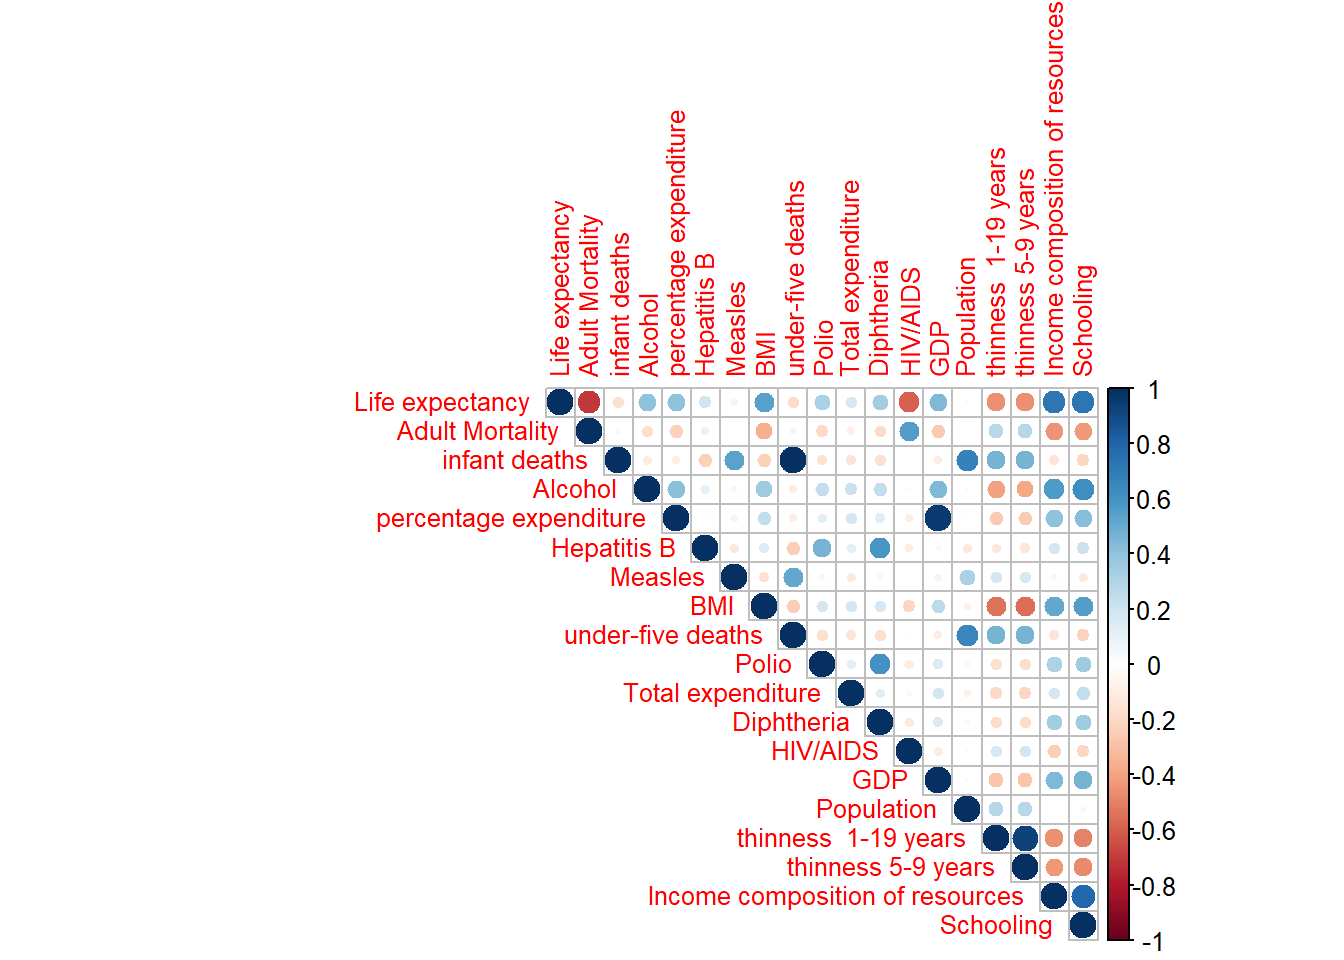 Life expectancy
Adult Mortality
infant deaths
Alcohol
percentage expenditure
Hepatitis B
Measles
BMI
under-five deaths
Polio
Total expenditure
Diphtheria
HIV/AIDS
GDP
Population
thinness  1-19 years
thinness 5-9 years
Income composition of resources
Schooling
Life expectancy
Adult Mortality
infant deaths
Alcohol
percentage expenditure
Hepatitis B
Measles
BMI
under-five deaths
Polio
Total expenditure
Diphtheria
HIV/AIDS
GDP
Population
thinness  1-19 years
thinness 5-9 years
Income composition of resources
Schooling
1
0.8
0.6
0.4
0.2
0
-0.2
-0.4
-0.6
-0.8
-1